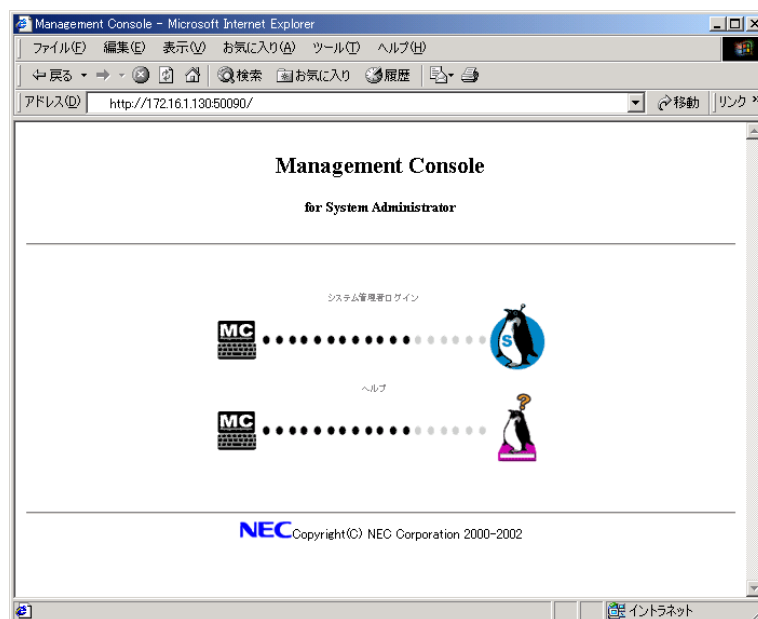 Management Console - Microsoft Internet Explorer
ファイル(F) 編集(E) 表示(V) お気に入り(A) ツール(T) ヘルプ(H)
戻る 検索 お気に入り 履歴
アドレス(D) http://172.16.1.130:50090/ 移動 リンク »
Management Console
for System Administrator
システム管理者ログイン
MC S
ヘルプ
MC ?
NEC Copyright(C) NEC Corporation 2000-2002
イントラネット